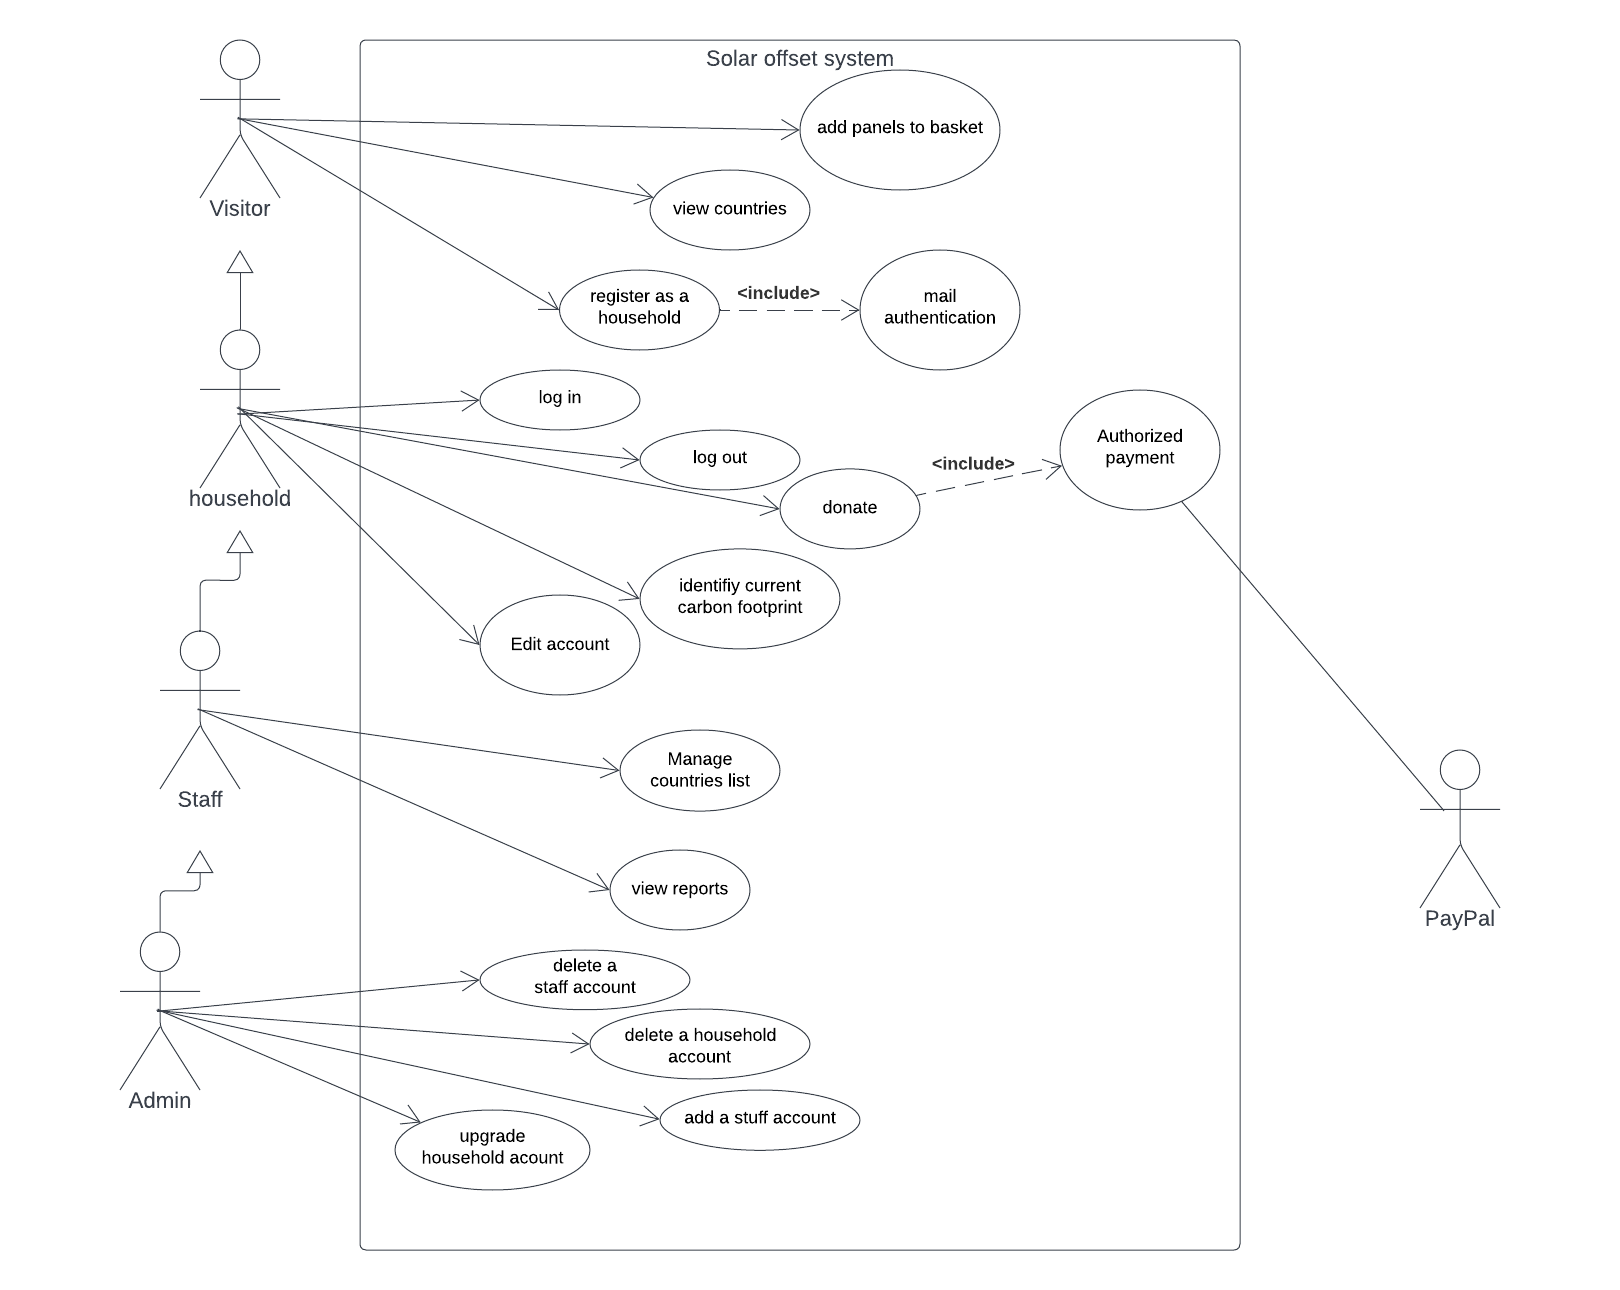 Solar offset system
add panels to basket
Visitor
view countries
register as a
household
<include>
mail
authentication
log in
log out
household
donate
<include>
Authorized
payment
identifiy current
carbon footprint
Edit account
Staff
Manage
countries list
view reports
PayPal
delete a
staff account
delete a household
account
Admin
add a stuff account
upgrade
household acount